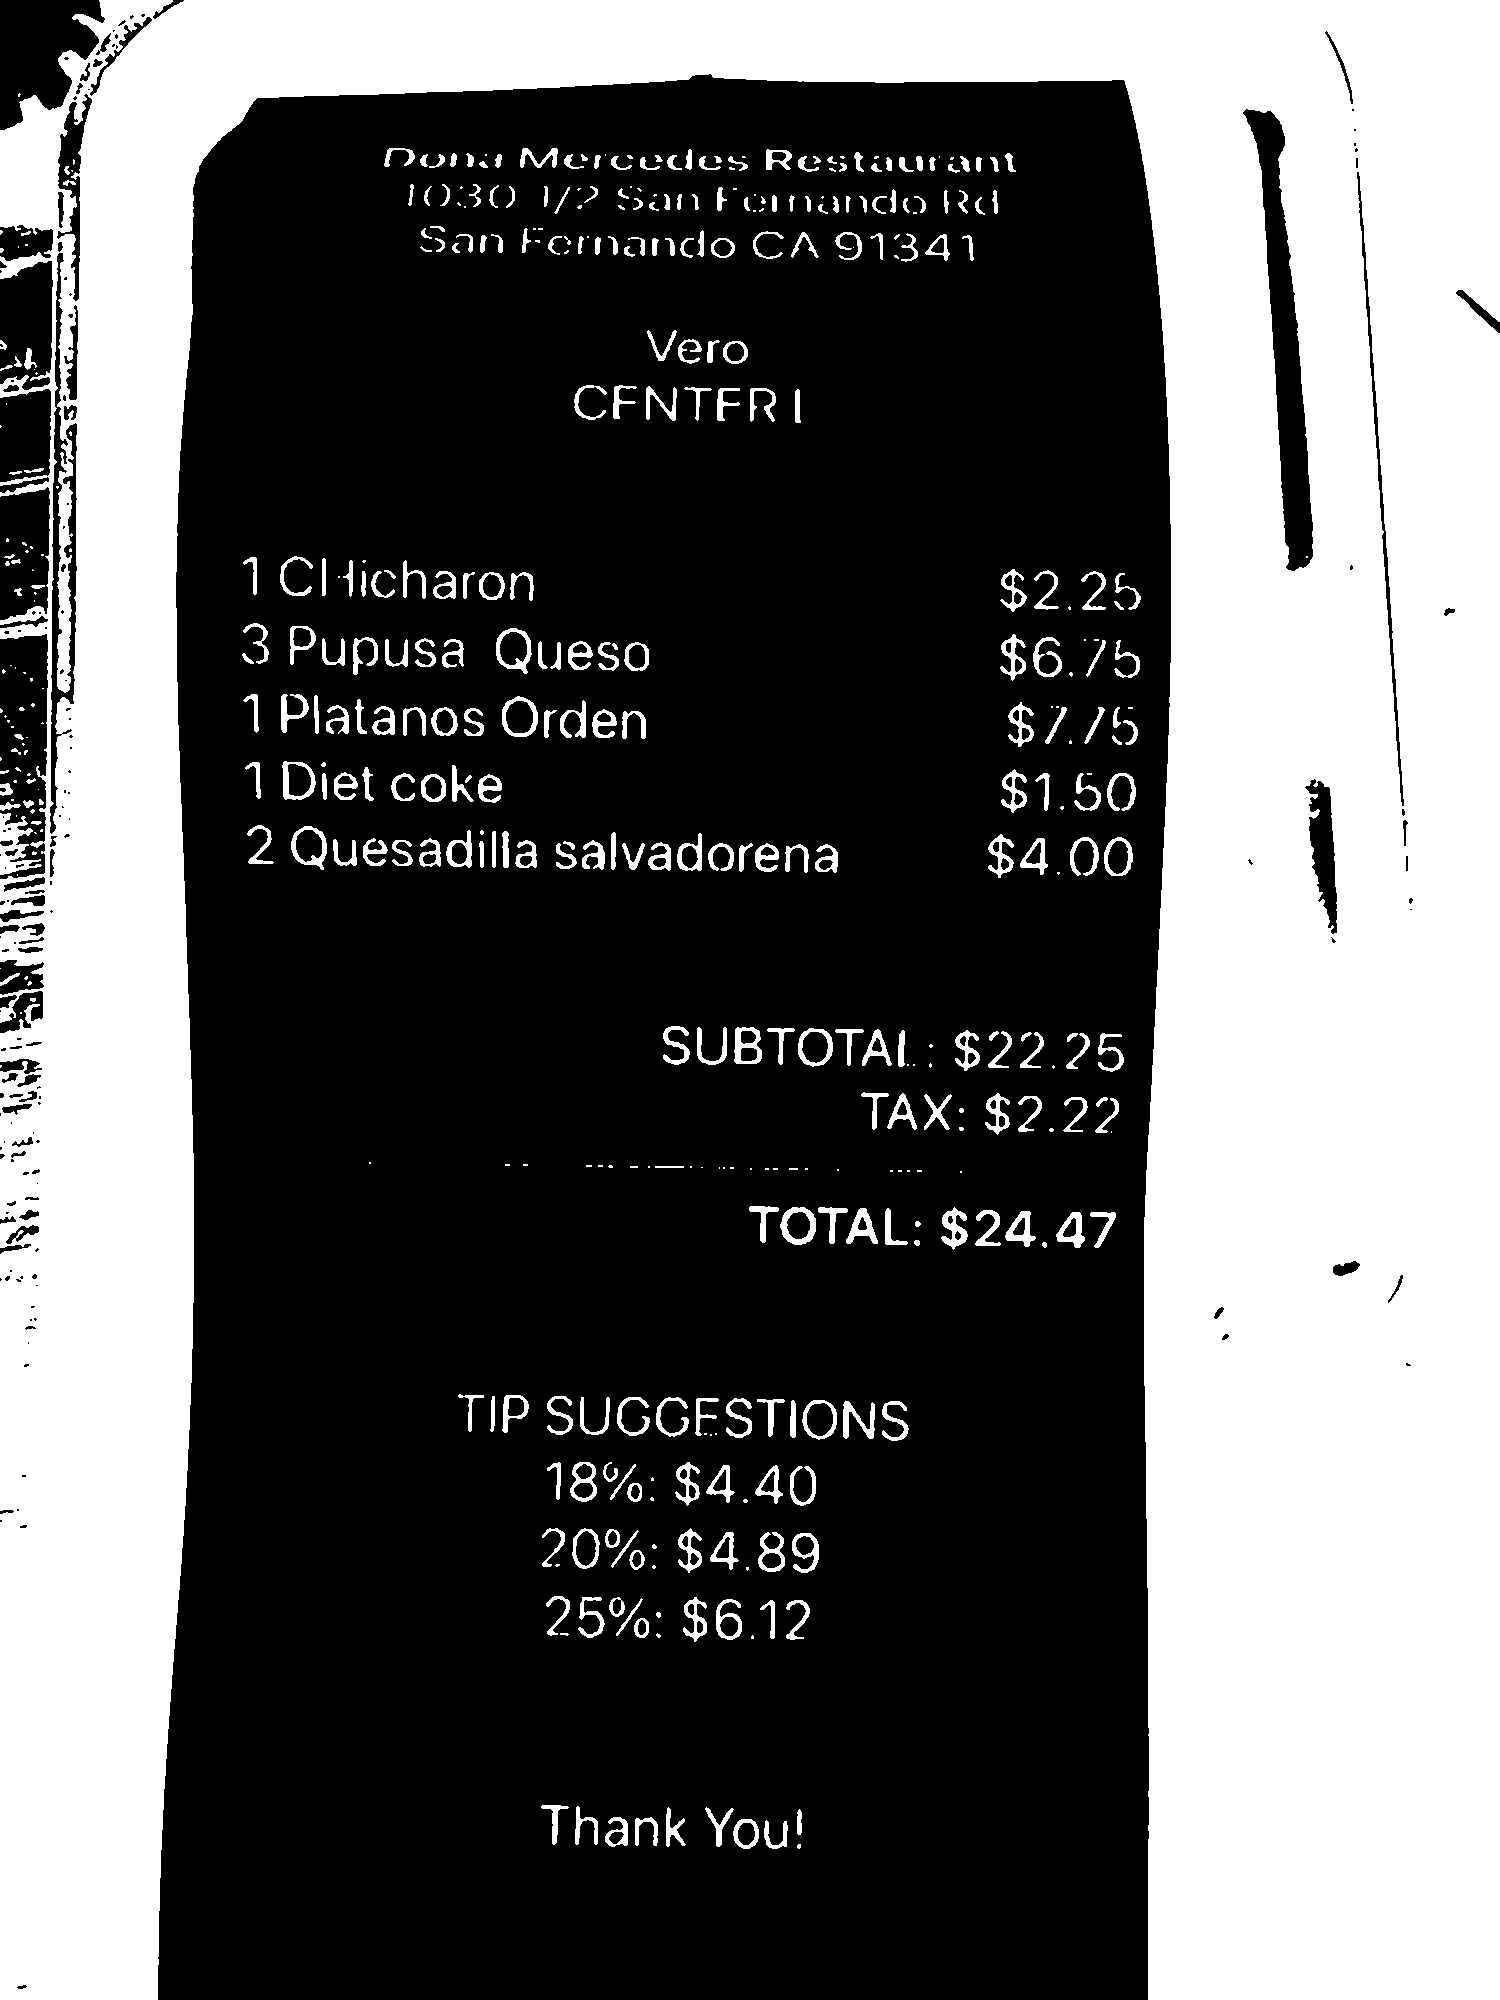 Dona Mercedes Restaurant
1030 1/2 San Fernando Rd
San Fernando CA 91341
Vero
CENTER I
1 CHicharon $2.25
3 Pupusa Queso $6.75
1 Platanos Orden $7.75
1 Diet coke $1.50
2 Quesadilla salvadorena $4.00
SUBTOTAL: $22.25
TAX: $2.22
TOTAL: $24.47
TIP SUGGESTIONS
18%: $4.40
20%: $4.89
25%: $6.12
Thank You!